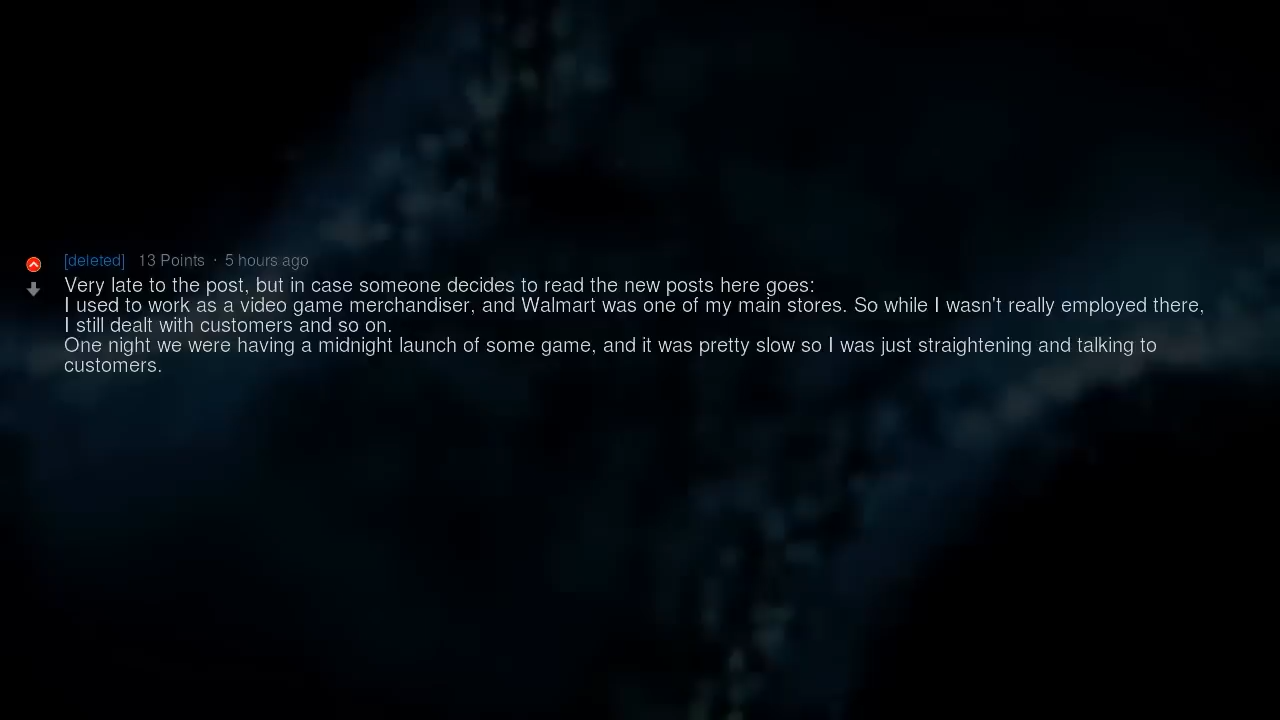 [deleted] 13 Points · 5 hours ago
Very late to the post, but in case someone decides to read the new posts here goes:
I used to work as a video game merchandiser, and Walmart was one of my main stores. So while I wasn't really employed there,
I still dealt with customers and so on.
One night we were having a midnight launch of some game, and it was pretty slow so I was just straightening and talking to
customers.